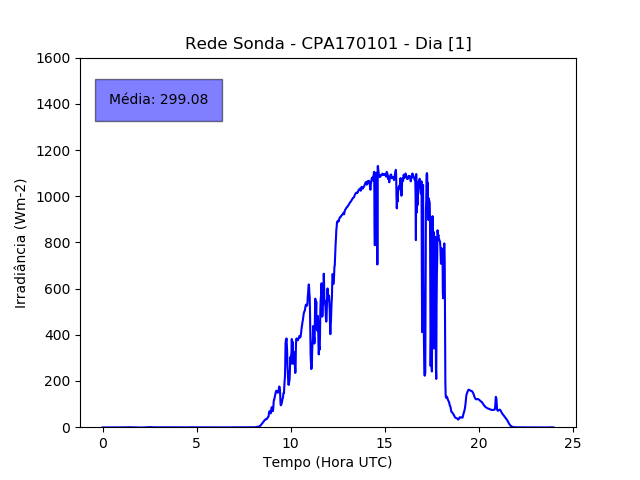 Rede Sonda - CPA170101 - Dia [1]
1600
1400
1200
1000
800
600
400
200
0
Média: 299.08
Irradiância (Wm-2)
0 5 10 15 20 25
Tempo (Hora UTC)